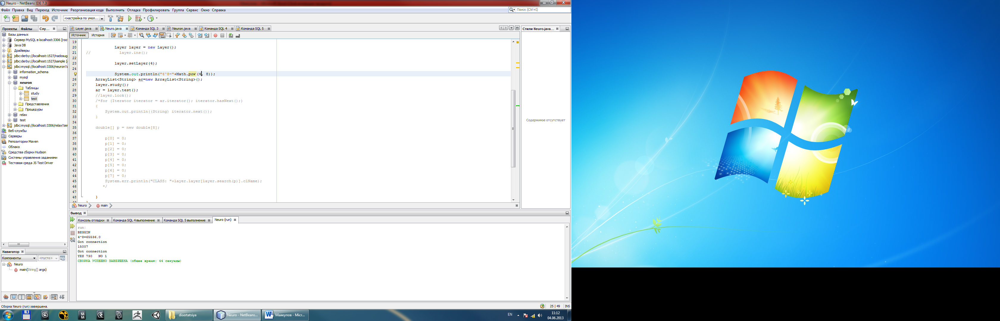 Neuro - NetBeans IDE 7.3
Файл Правка Вид Переход Источник Реорганизация кода Выполнить Отладка Профилировать Группа Сервис Окно Справка
Поиск (Ctrl+I)
<настройка по умол...
Проекты Файлы Слу...
Базы данных
Сервер MySQL в localhost:3306 [roo
Java DB
Драйверы
jdbc:derby://localhost:1527/nadosug
jdbc:derby://localhost:1527/sample [
jdbc:mysql://localhost:3306/neuron?z
information_schema
mysql
neuron
Таблицы
study
test
Представления
Процедуры
relax
test
jdbc:mysql://localhost:3306/relax?zer
Веб-службы
Серверы
Репозитории Maven
Облако
Средства сборки Hudson
Системы управления заданиями
Тестовая среда JS Test Driver
Навигатор
Компоненты <пусто>
Neuro
main(String[] args)
Layer.java Neuro.java Команда SQL 3 Neuron.java Команда SQL 4 Команда SQL 5
Источник История
19
20 Layer layer = new Layer();
21 // layer.ins();
22
23 layer.setLayer(4);
24
System.out.println("4^8="+Math.pow(4, 8));
26 ArrayList<String> ar=new ArrayList<String>();
27 layer.study();
28 ar = layer.test();
29 //layer.look();
30 /*for (Iterator iterator = ar.iterator(); iterator.hasNext();)
31 {
32 System.out.println((String) iterator.next());
33 }
34
35 double[] p = new double[8];
36
37 p[0] = 0;
38 p[1] = 0;
39 p[2] = 0;
40 p[3] = 0;
41 p[4] = 0;
42 p[5] = 0;
43 p[6] = 0;
44 p[7] = 0;
45 System.err.println("CLASS: "+layer.layer[layer.search(p)].clName);
46 */
47
48 }
Neuro main
Стили Neuro.java...
Содержимое отсутствует
Вывод
Консоль отладки Команда SQL 4 выполнение Команда SQL 5 выполнение Neuro (run)
run:
BEGGIN
4^8=65536.0
Got connection
15007
Got connection
YES 730 NO 1
СБОРКА УСПЕШНО ЗАВЕРШЕНА (общее время: 44 секунды)
Сборка Neuro (run) завершена.
25 | 49 INS
disertatsiya
Neuro - NetBeans...
Маякупов - Micr...
EN
11:12
04.06.2013